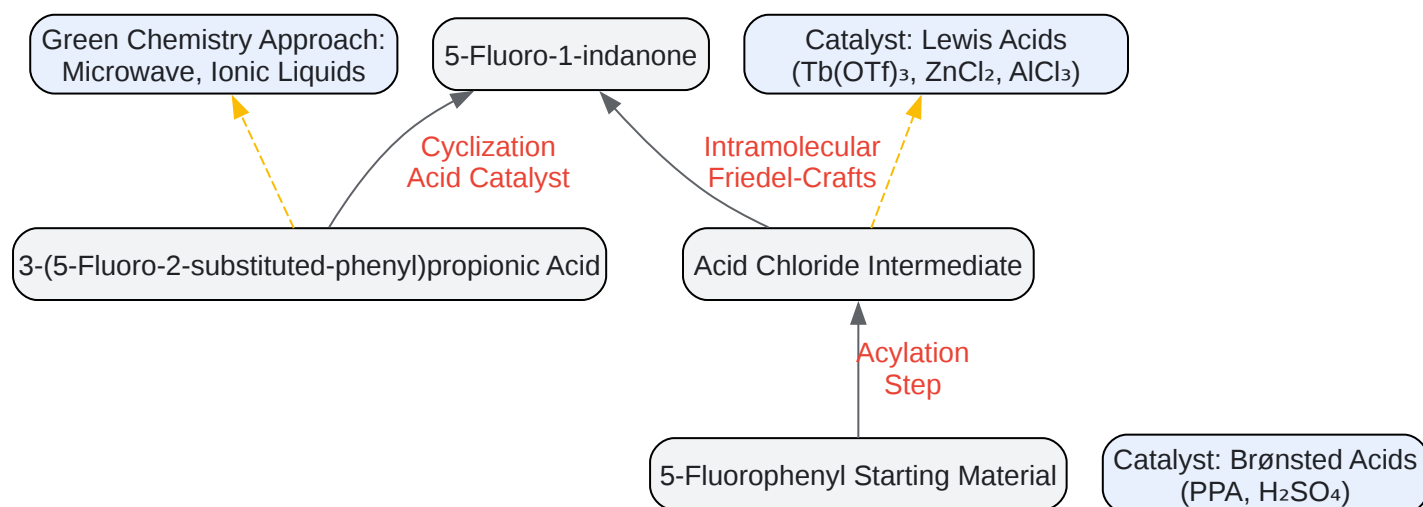 Green Chemistry Approach:
Microwave, Ionic Liquids
5-Fluoro-1-indanone
Catalyst: Lewis Acids
(Tb(OTf)₃, ZnCl₂, AlCl₃)
Cyclization
Acid Catalyst
Intramolecular
Friedel-Crafts
3-(5-Fluoro-2-substituted-phenyl)propionic Acid
Acid Chloride Intermediate
Acylation
Step
5-Fluorophenyl Starting Material
Catalyst: Brønsted Acids
(PPA, H₂SO₄)